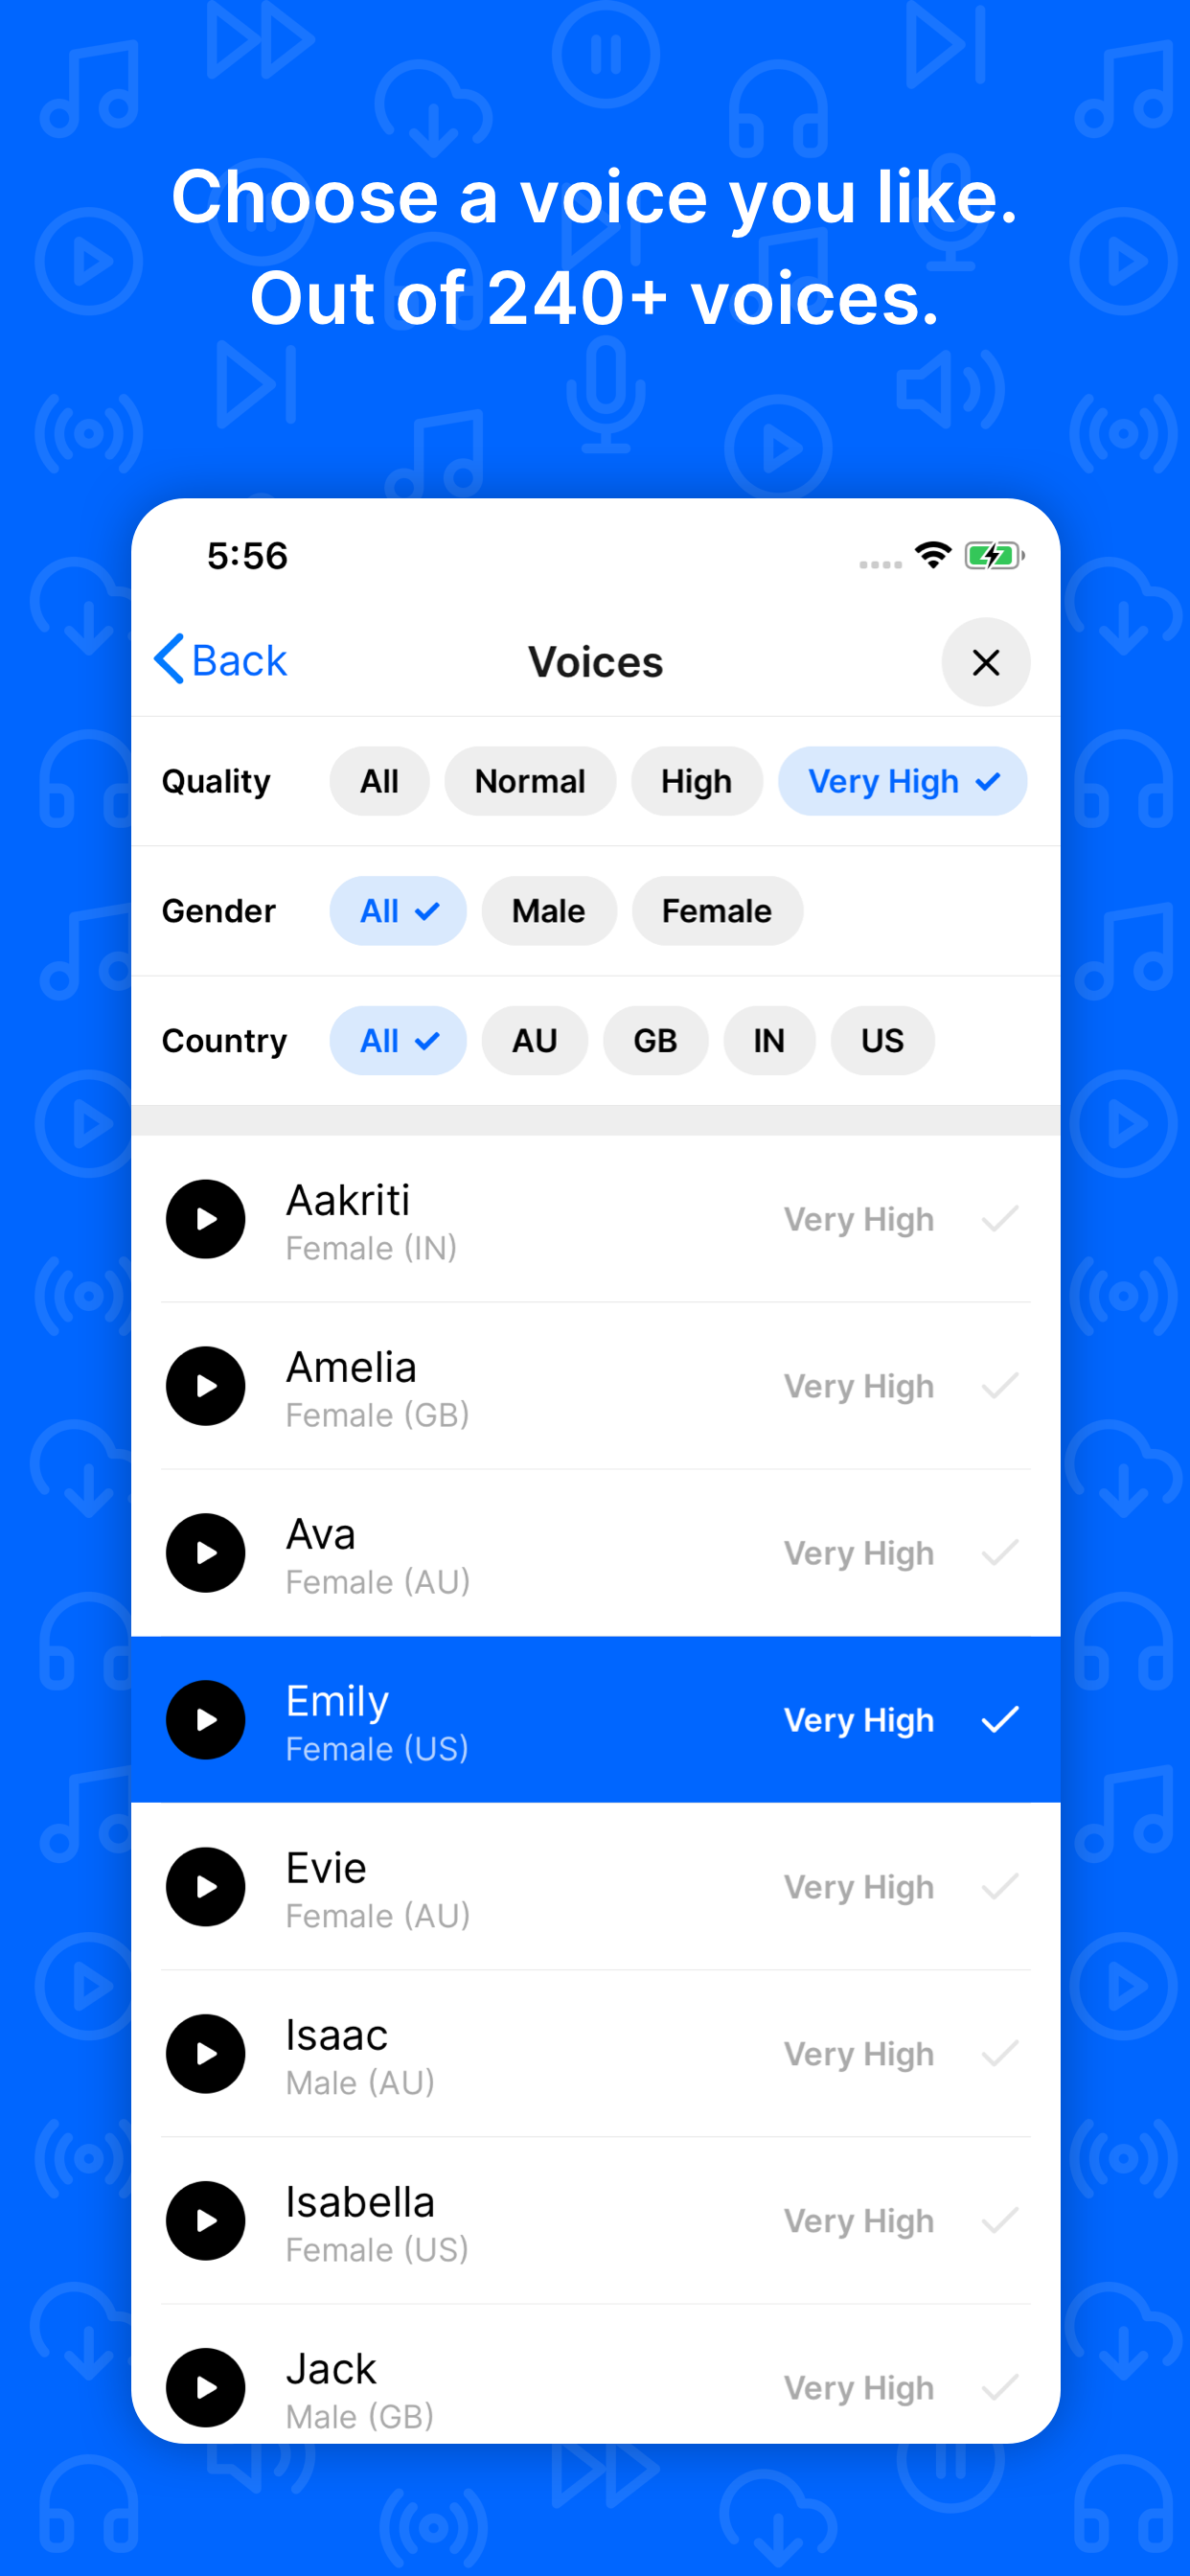 Choose a voice you like.
Out of 240+ voices.
5:56
Back Voices
Quality All Normal High Very High
Gender All Male Female
Country All AU GB IN US
Aakriti
Female (IN) Very High
Amelia
Female (GB) Very High
Ava
Female (AU) Very High
Emily
Female (US) Very High
Evie
Female (AU) Very High
Isaac
Male (AU) Very High
Isabella
Female (US) Very High
Jack
Male (GB) Very High